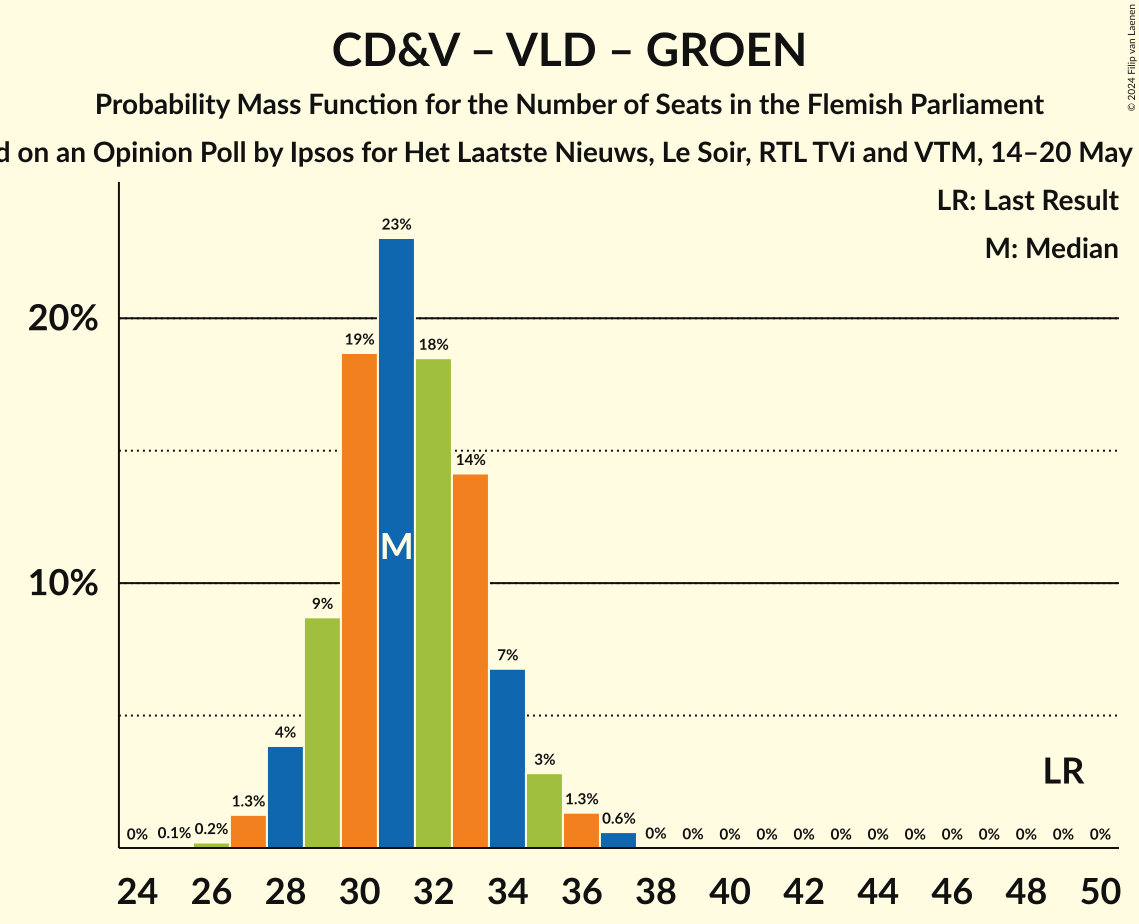 CD&V – VLD – GROEN
Probability Mass Function for the Number of Seats in the Flemish Parliament
on an Opinion Poll by Ipsos for Het Laatste Nieuws, Le Soir, RTL TVi and VTM, 14–20 May
© 2024 Filip van Laenen
LR: Last Result
M: Median
20%
10%
0% 0.1% 0.2% 1.3% 4% 9% 19% 23% 18% 14% 7% 3% 1.3% 0.6% 0% 0% 0% 0% 0% 0% 0% 0% 0% 0% 0% 0% 0%
M
LR
24 26 28 30 32 34 36 38 40 42 44 46 48 50